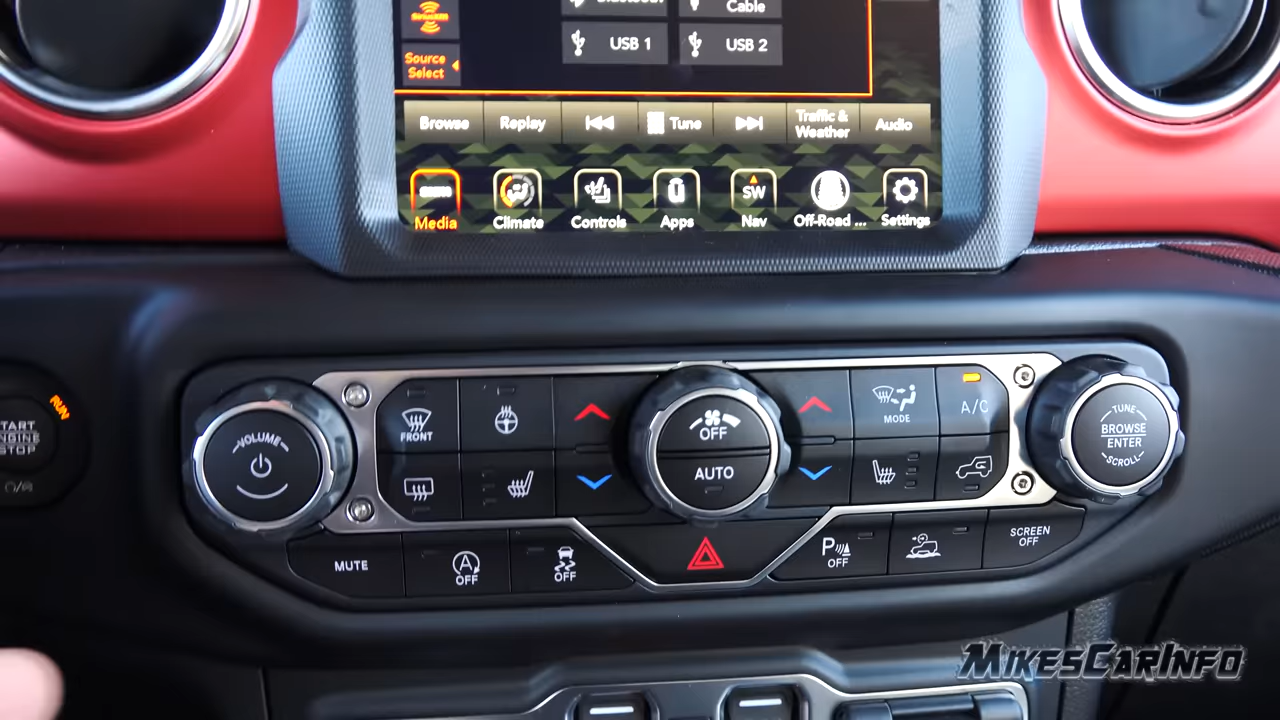 Bluetooth
Cable
SiriusXM
USB 1
USB 2
Source
Select
Browse
Replay
Tune
Traffic &
Weather
Audio
Media
Climate
Controls
Apps
SW
Nav
Off-Road ...
Settings
RUN
START
ENGINE
STOP
VOLUME
FRONT
OFF
AUTO
MODE
A/C
TUNE
BROWSE
ENTER
SCROLL
MUTE
A
OFF
OFF
P
OFF
SCREEN
OFF
MIKESCARINFO